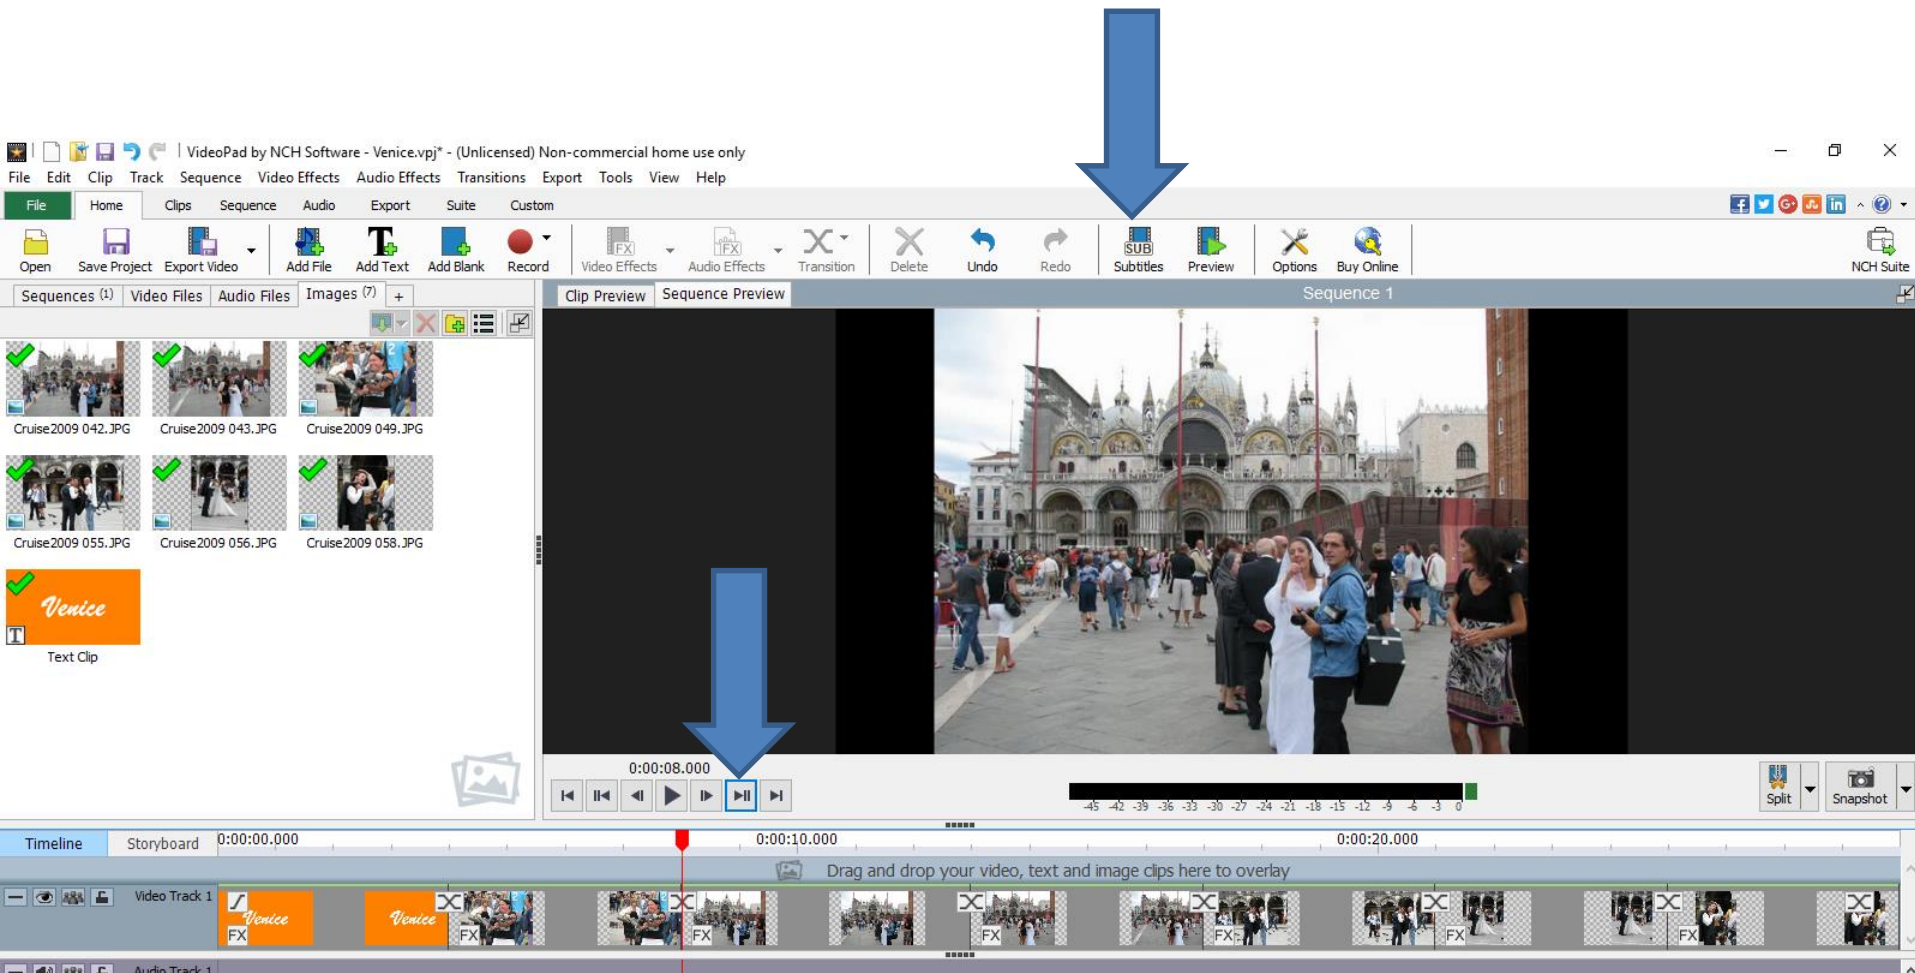 VideoPad by NCH Software - Venice.vpj* - (Unlicensed) Non-commercial home use only
File Edit Clip Track Sequence Video Effects Audio Effects Transitions Export Tools View Help
File Home Clips Sequence Audio Export Suite Custom
Open Save Project Export Video Add File Add Text Add Blank Record Video Effects Audio Effects Transition Delete Undo Redo Subtitles Preview Options Buy Online NCH Suite
FX FX SUB
Sequences (1) Video Files Audio Files Images (7) +
Clip Preview Sequence Preview Sequence 1
Cruise2009 042.JPG Cruise2009 043.JPG Cruise2009 049.JPG
Cruise2009 055.JPG Cruise2009 056.JPG Cruise2009 058.JPG
Venice
T
Text Clip
0:00:08.000
-45 -42 -39 -36 -33 -30 -27 -24 -21 -18 -15 -12 -9 -6 -3 0
Split Snapshot
Timeline Storyboard 0:00:00.000 0:00:10.000 0:00:20.000
Drag and drop your video, text and image clips here to overlay
Video Track 1
Venice Venice
FX FX FX FX FX FX FX
Audio Track 1